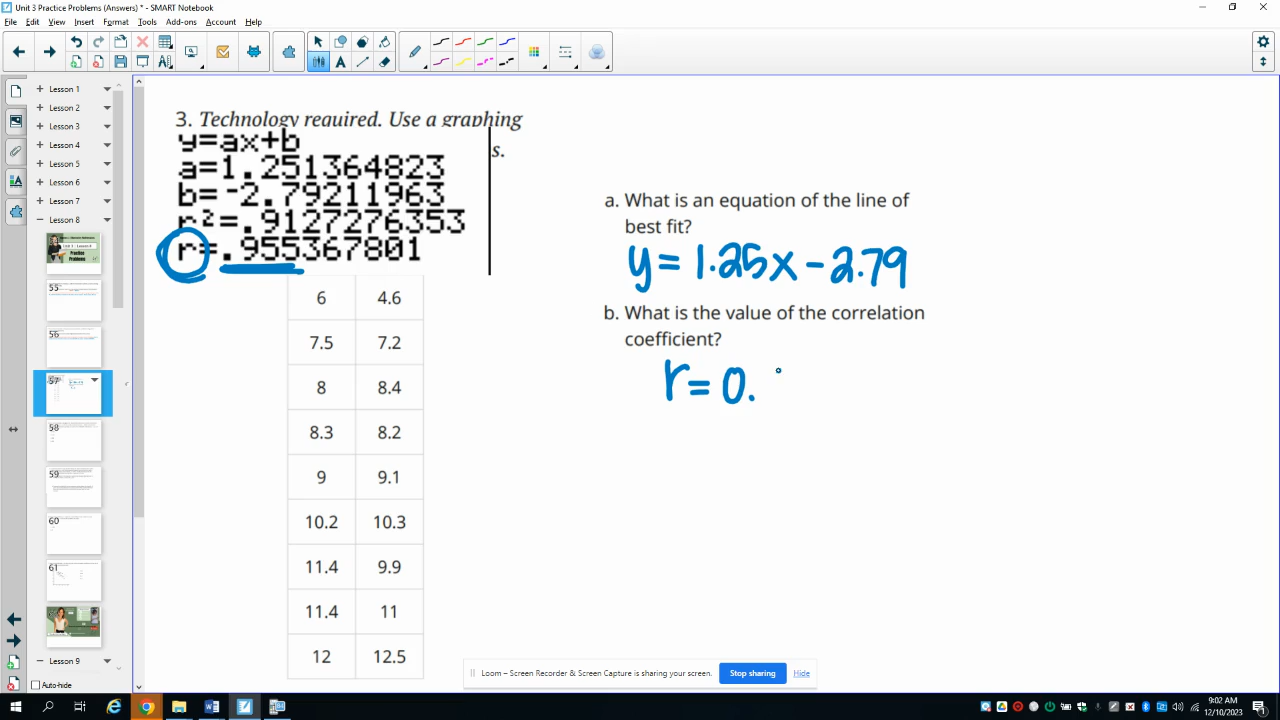 Unit 3 Practice Problems (Answers) * - SMART Notebook
File Edit View Insert Format Tools Add-ons Account Help
Lesson 1
Lesson 2
Lesson 3
Lesson 4
Lesson 5
Lesson 6
Lesson 7
Lesson 8
55
56
57
58
59
60
61
Lesson 9
Auto-hide
3. Technology required. Use a graphing
s.
y=ax+b
a=1.251364823
b=-2.79211963
r²=.9127276353
r=.955367801
6 4.6
7.5 7.2
8 8.4
8.3 8.2
9 9.1
10.2 10.3
11.4 9.9
11.4 11
12 12.5
a. What is an equation of the line of
best fit?
y = 1.25x - 2.79
b. What is the value of the correlation
coefficient?
r = 0.
Loom – Screen Recorder & Screen Capture is sharing your screen. Stop sharing Hide
9:02 AM
12/10/2023